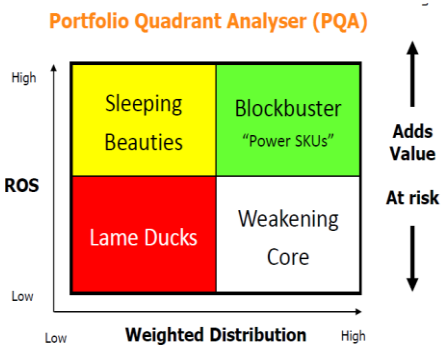 Portfolio Quadrant Analyser (PQA)
High
Sleeping
Beauties
Blockbuster
“Power SKUs”
Adds
Value
ROS
At risk
Lame Ducks
Weakening
Core
Low
Low
Weighted Distribution
High